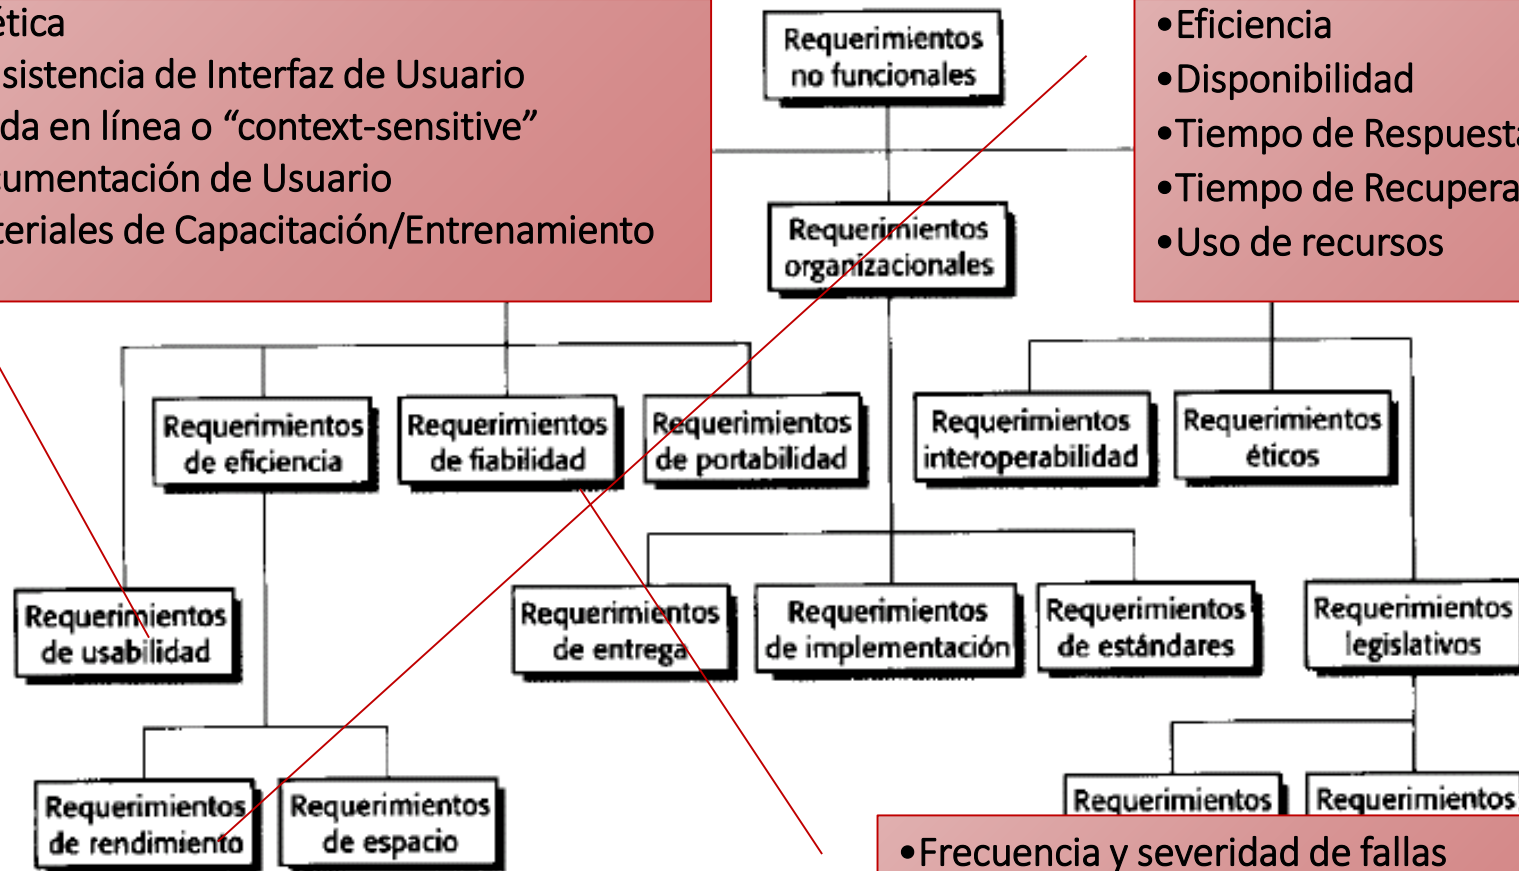 ética
sistencia de Interfaz de Usuario
da en línea o “context-sensitive”
cumentación de Usuario
teriales de Capacitación/Entrenamiento
Requerimientos
no funcionales
•Eficiencia
•Disponibilidad
•Tiempo de Respuesta
•Tiempo de Recupera
•Uso de recursos
Requerimientos
organizacionales
Requerimientos
de eficiencia
Requerimientos
de fiabilidad
Requerimientos
de portabilidad
Requerimientos
interoperabilidad
Requerimientos
éticos
Requerimientos
de usabilidad
Requerimientos
de entrega
Requerimientos
de implementación
Requerimientos
de estándares
Requerimientos
legislativos
Requerimientos
de rendimiento
Requerimientos
de espacio
Requerimientos
Requerimientos
•Frecuencia y severidad de fallas